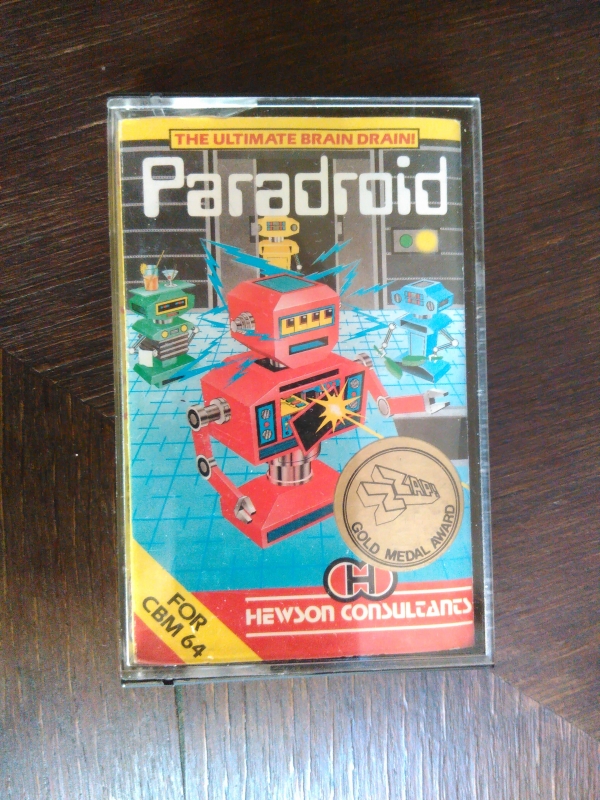 THE ULTIMATE BRAIN DRAIN!
Paradroid
ZZAP!
GOLD MEDAL AWARD
H
HEWSON CONSULTANTS
FOR
CBM 64